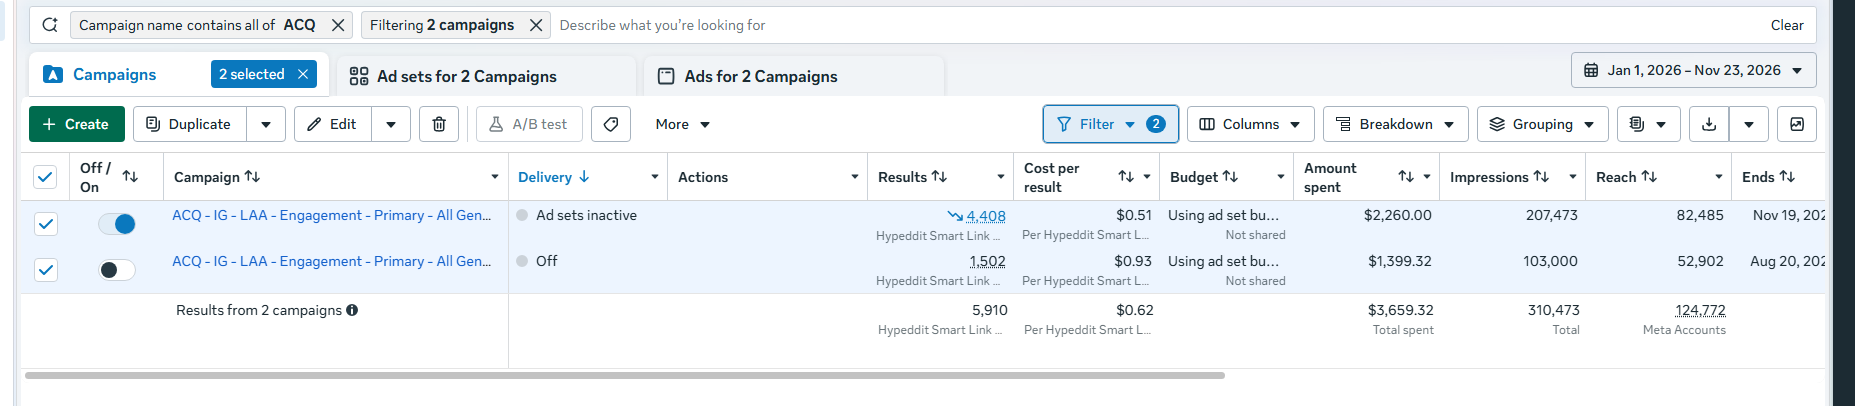 Campaign name contains all of ACQ Filtering 2 campaigns Describe what you're looking for Clear
Campaigns 2 selected Ad sets for 2 Campaigns Ads for 2 Campaigns Jan 1, 2026 – Nov 23, 2026
+ Create Duplicate Edit A/B test More Filter 2 Columns Breakdown Grouping
Off / On Campaign Delivery Actions Results Cost per result Budget Amount spent Impressions Reach Ends
ACQ - IG - LAA - Engagement - Primary - All Gen... Ad sets inactive 4,408 $0.51 Using ad set bu... $2,260.00 207,473 82,485 Nov 19, 202
Hypeddit Smart Link ... Per Hypeddit Smart L... Not shared
ACQ - IG - LAA - Engagement - Primary - All Gen... Off 1,502 $0.93 Using ad set bu... $1,399.32 103,000 52,902 Aug 20, 202
Hypeddit Smart Link ... Per Hypeddit Smart L... Not shared
Results from 2 campaigns 5,910 $0.62 $3,659.32 310,473 124,772
Hypeddit Smart Link ... Per Hypeddit Smart L... Total spent Total Meta Accounts